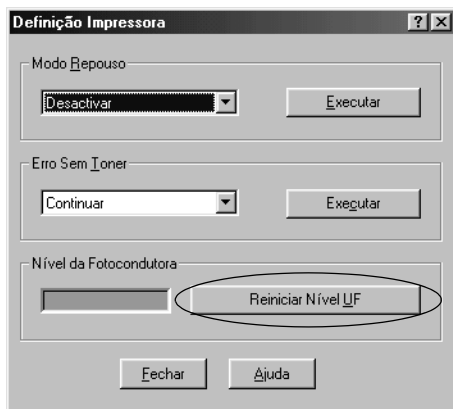 Definição Impressora
Modo Repouso
Desactivar Executar
Erro Sem Toner
Continuar Executar
Nível da Fotocondutora
Reiniciar Nível UF
Fechar Ajuda